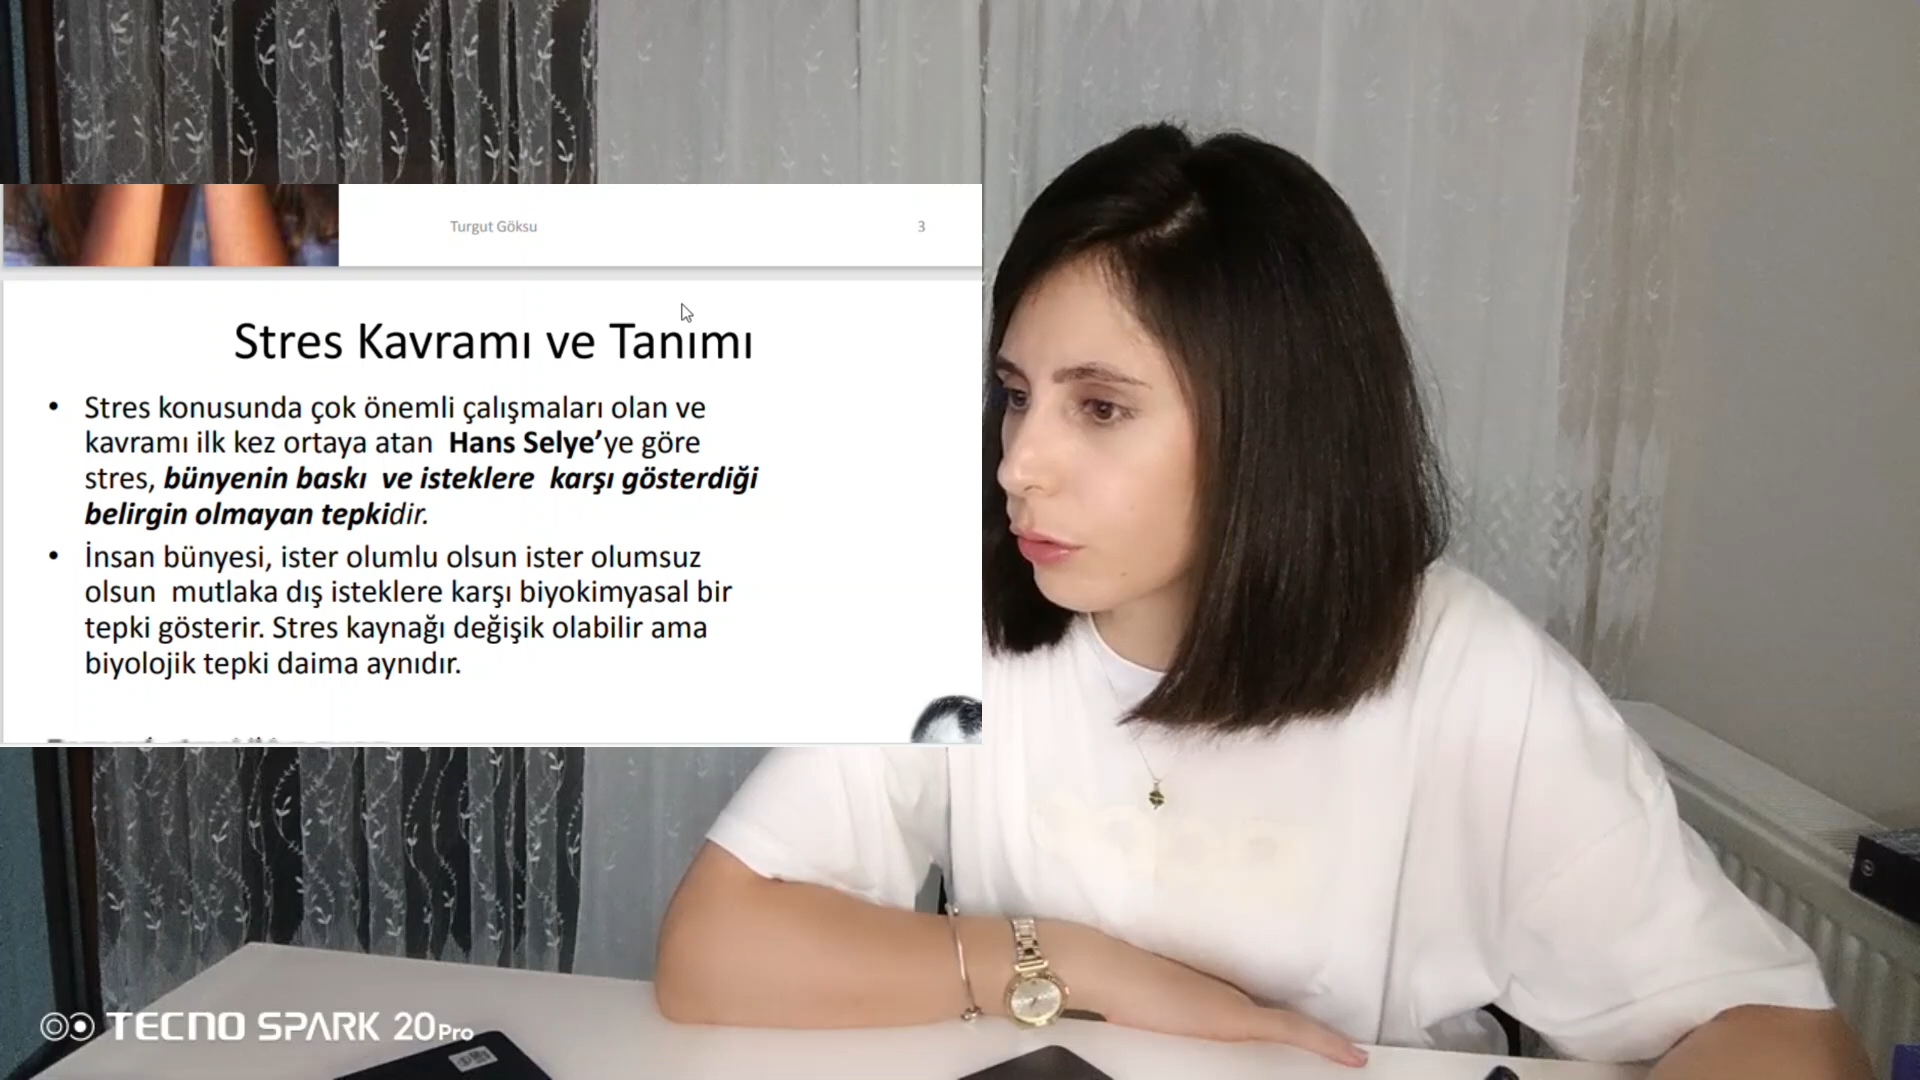 Turgut Göksu
3
Stres Kavramı ve Tanımı
• Stres konusunda çok önemli çalışmaları olan ve
kavramı ilk kez ortaya atan Hans Selye’ye göre
stres, bünyenin baskı ve isteklere karşı gösterdiği
belirgin olmayan tepkidir.
• İnsan bünyesi, ister olumlu olsun ister olumsuz
olsun mutlaka dış isteklere karşı biyokimyasal bir
tepki gösterir. Stres kaynağı değişik olabilir ama
biyolojik tepki daima aynıdır.
TECNO SPARK 20 Pro